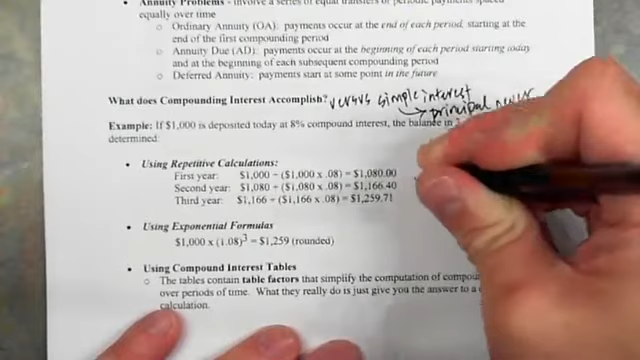 • Annuity Problems - involve a series of equal transfers or periodic payments spaced
equally over time
o Ordinary Annuity (OA): payments occur at the end of each period, starting at the
end of the first compounding period
o Annuity Due (AD): payments occur at the beginning of each period starting today
and at the beginning of each subsequent compounding period
o Deferred Annuity: payments start at some point in the future
What does Compounding Interest Accomplish? versus simple interest
→ principal never
Example: If $1,000 is deposited today at 8% compound interest, the balance in
determined:
• Using Repetitive Calculations:
First year: $1,000 + ($1,000 x .08) = $1,080.00
Second year: $1,080 + ($1,080 x .08) = $1,166.40
Third year: $1,166 + ($1,166 x .08) = $1,259.71
• Using Exponential Formulas
$1,000 x (1.08)³ = $1,259 (rounded)
• Using Compound Interest Tables
o The tables contain table factors that simplify the computation of
over periods of time. What they really do is just give you the answer to a
calculation.